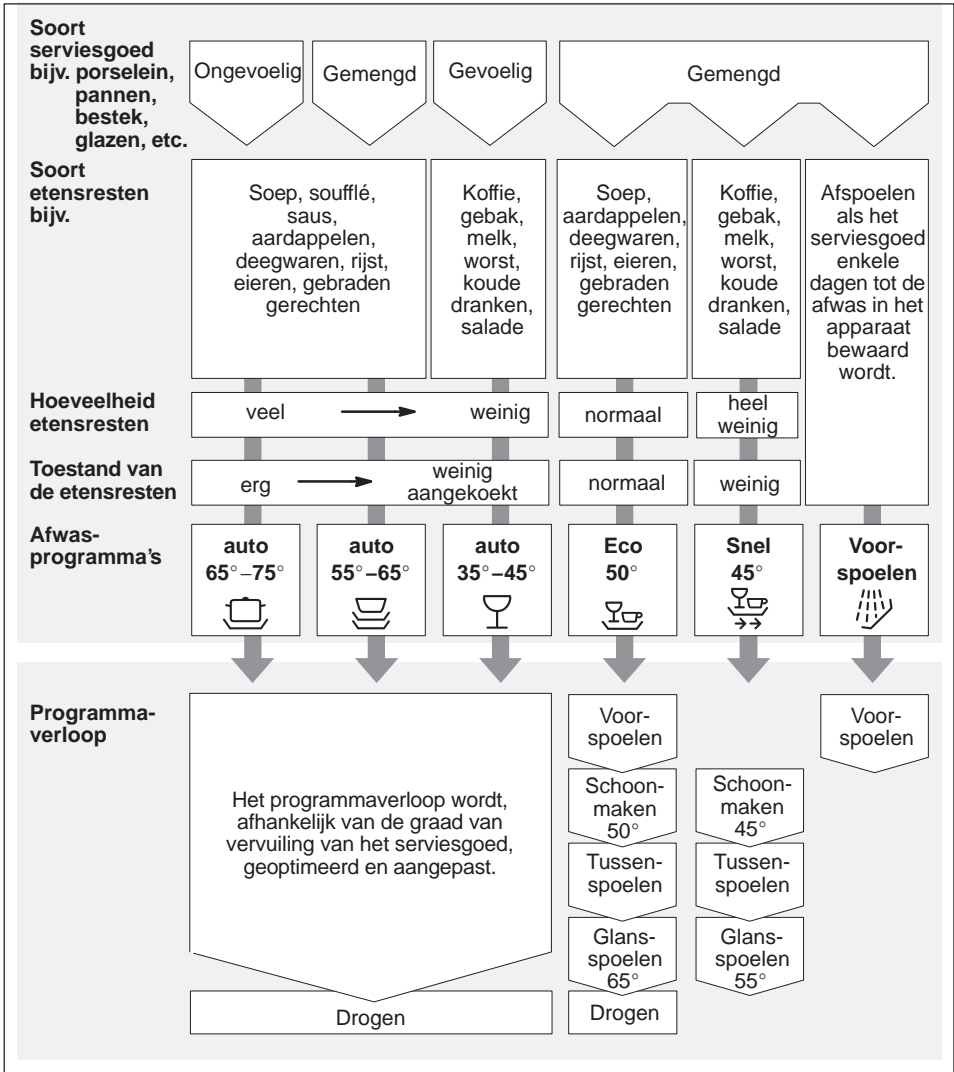 Soort
serviesgoed
bijv. porselein,
pannen,
bestek,
glazen, etc.
Ongevoelig
Gemengd
Gevoelig
Gemengd
Soort
etensresten
bijv.
Soep, soufflé,
saus,
aardappelen,
deegwaren, rijst,
eieren, gebraden
gerechten
Koffie,
gebak,
melk,
worst,
koude
dranken,
salade
Soep,
aardappelen,
deegwaren,
rijst, eieren,
gebraden
gerechten
Koffie,
gebak,
melk,
worst,
koude
dranken,
salade
Afspoelen
als het
serviesgoed
enkele
dagen tot de
afwas in het
apparaat
bewaard
wordt.
Hoeveelheid
etensresten
veel
weinig
normaal
heel
weinig
Toestand van
de etensresten
erg
weinig
aangekoekt
normaal
weinig
Afwas-
programma's
auto
65°–75°
auto
55°–65°
auto
35°–45°
Eco
50°
Snel
45°
Voor-
spoelen
Programma-
verloop
Het programmaverloop wordt,
afhankelijk van de graad van
vervuiling van het serviesgoed,
geoptimeerd en aangepast.
Drogen
Voor-
spoelen
Schoon-
maken
50°
Tussen-
spoelen
Glans-
spoelen
65°
Drogen
Schoon-
maken
45°
Tussen-
spoelen
Glans-
spoelen
55°
Voor-
spoelen